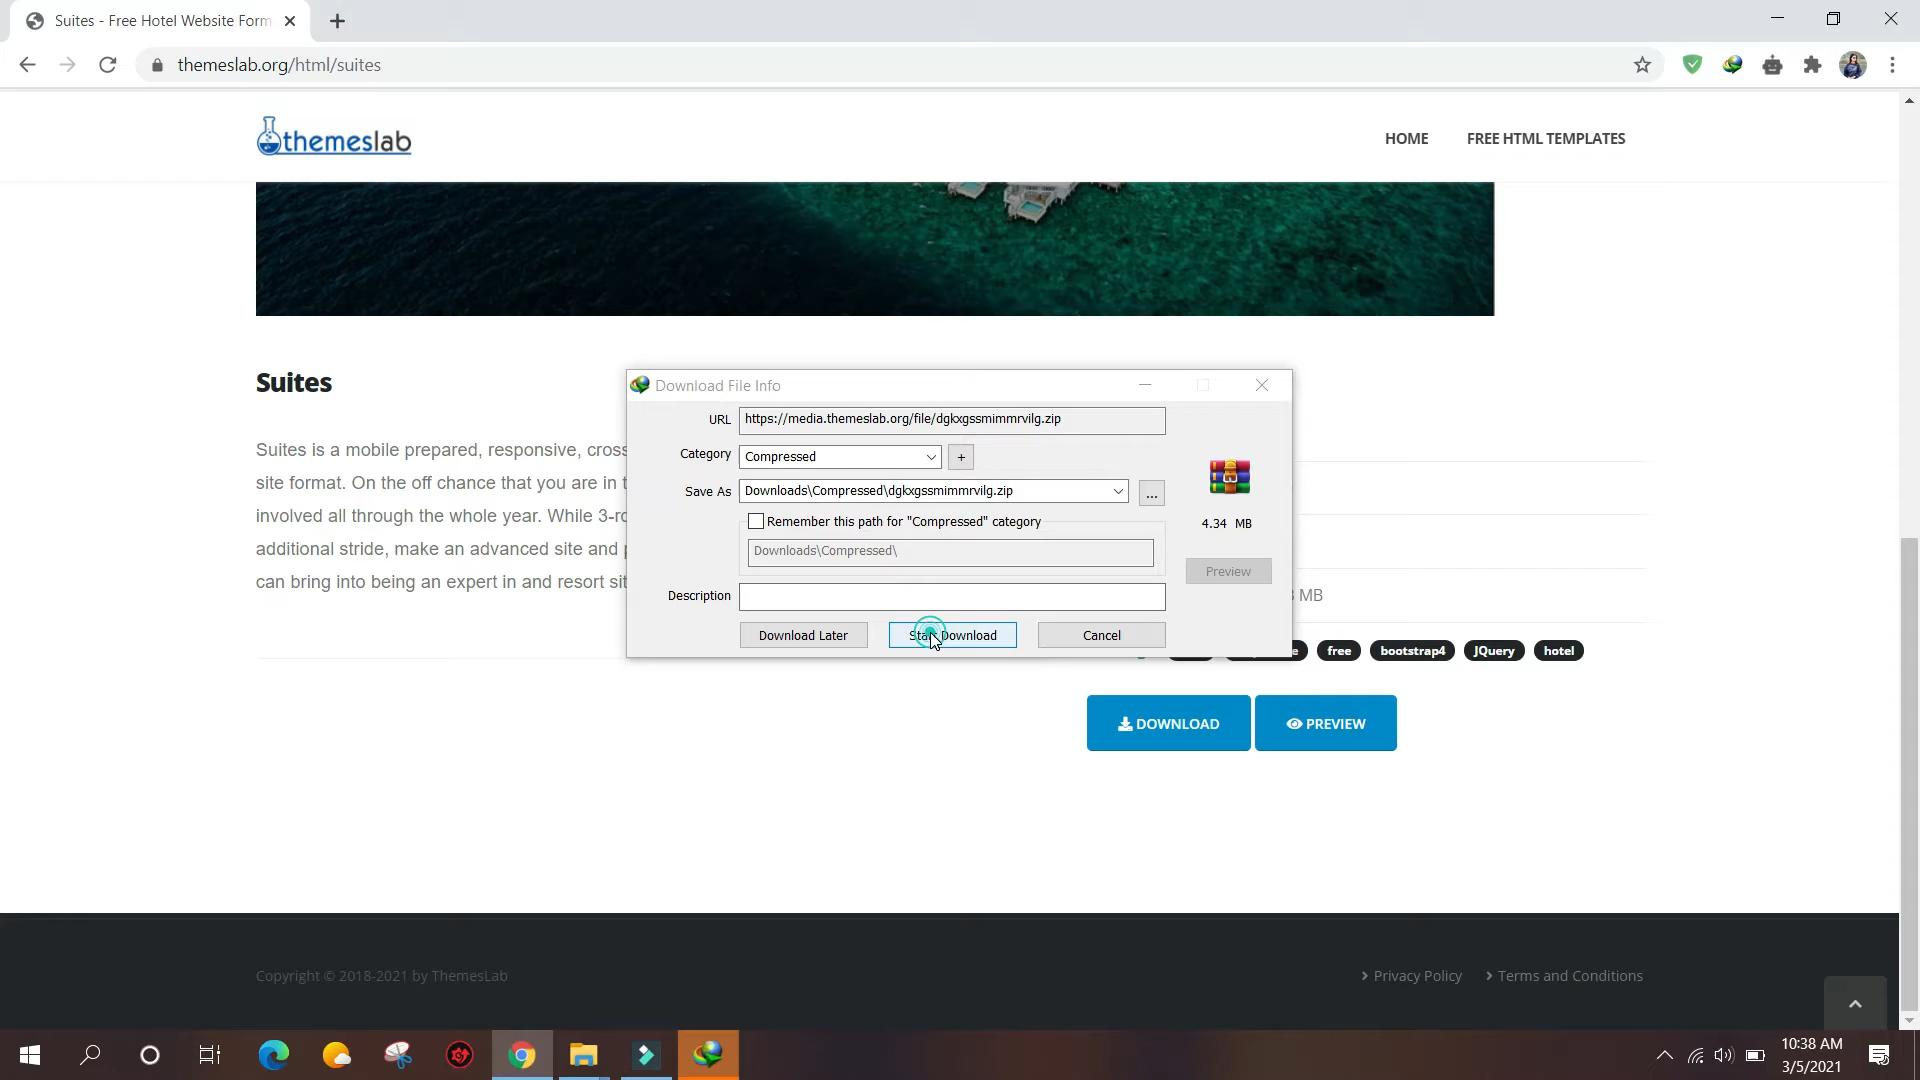 Suites - Free Hotel Website Form
themeslab.org/html/suites
themeslab
HOME
FREE HTML TEMPLATES
Suites
Suites is a mobile prepared, responsive, cross
site format. On the off chance that you are in t
involved all through the whole year. While 3-ro
additional stride, make an advanced site and p
can bring into being an expert in and resort sit
Download File Info
URL
https://media.themeslab.org/file/dgkxgssmimmrvilg.zip
Category
Compressed
+
Save As
Downloads\Compressed\dgkxgssmimmrvilg.zip
...
Remember this path for "Compressed" category
Downloads\Compressed\
4.34 MB
Preview
Description
Download Later
Start Download
Cancel
MB
free
bootstrap4
JQuery
hotel
DOWNLOAD
PREVIEW
Copyright © 2018-2021 by ThemesLab
Privacy Policy
Terms and Conditions
10:38 AM
3/5/2021